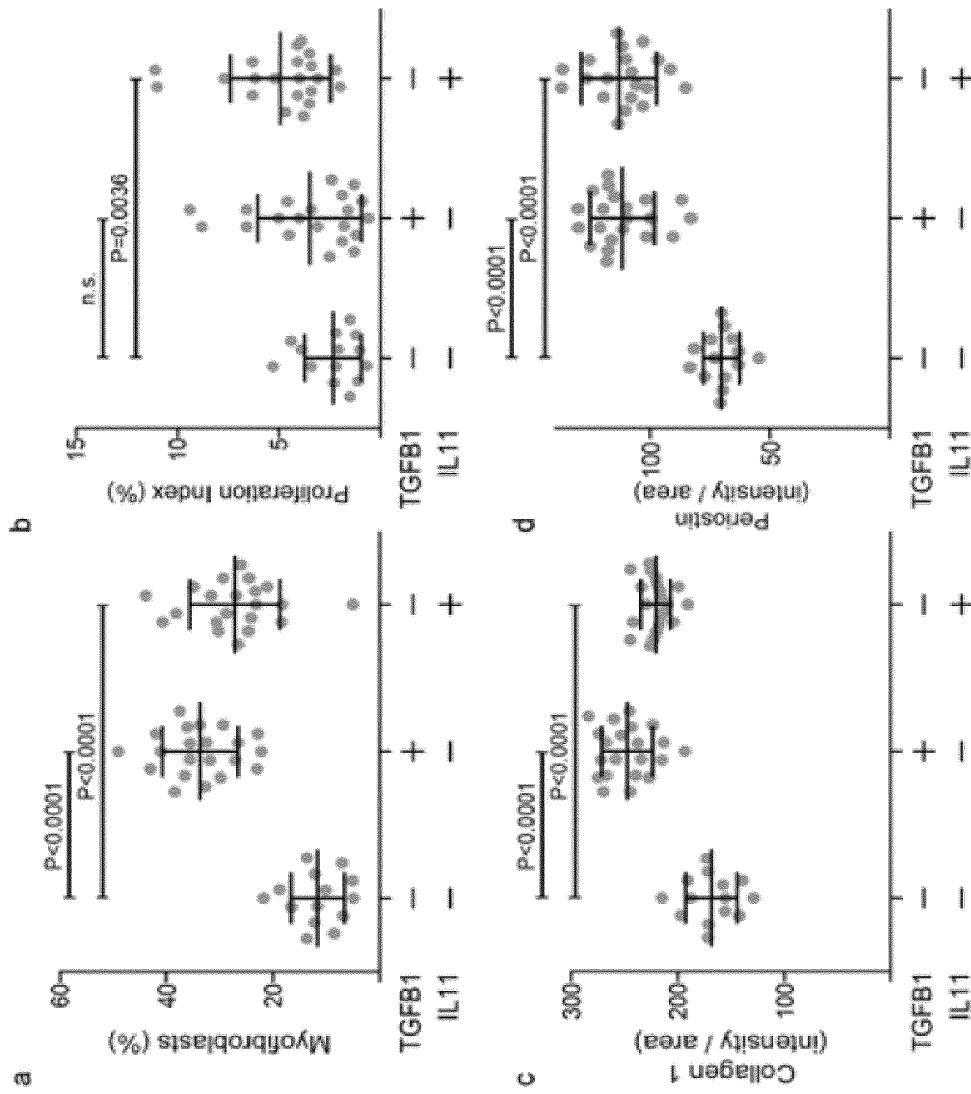 a
Myofibroblasts (%)
60
40
20
P<0.0001
P<0.0001
TGFB1 − + −
IL11 − − +
b
Proliferation Index (%)
15
10
5
n.s.
P=0.0036
TGFB1 − + −
IL11 − − +
c
Collagen 1
(intensity / area)
300
200
100
P<0.0001
P<0.0001
TGFB1 − + −
IL11 − − +
d
Periostin
(intensity / area)
100
50
P<0.0001
P<0.0001
TGFB1 − + −
IL11 − − +